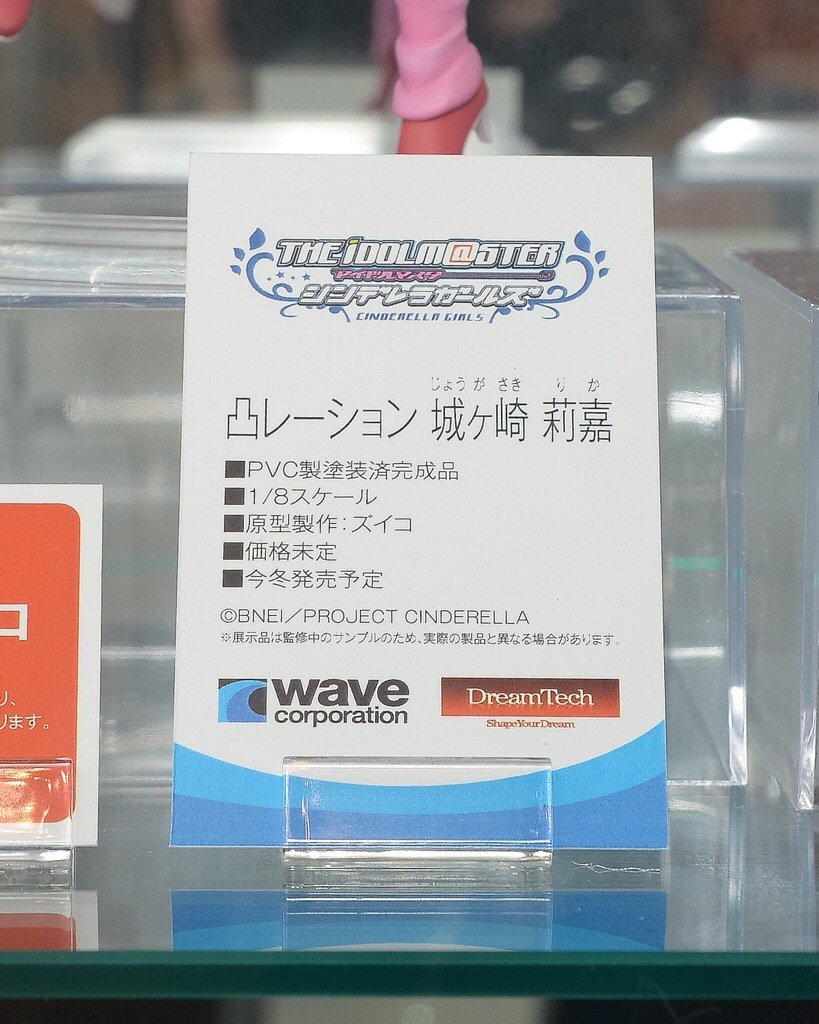 THE iDOLM@STER
アイドルマスター
シンデレラガールズ
CINDERELLA GIRLS
じょうがさき りか
凸レーション 城ヶ崎 莉嘉
■PVC製塗装済完成品
■1/8スケール
■原型製作：ズイコ
■価格未定
■今冬発売予定
©BNEI／PROJECT CINDERELLA
※展示品は監修中のサンプルのため、実際の製品と異なる場合があります。
wave
corporation
DreamTech
ShapeYourDream
り、
ります。